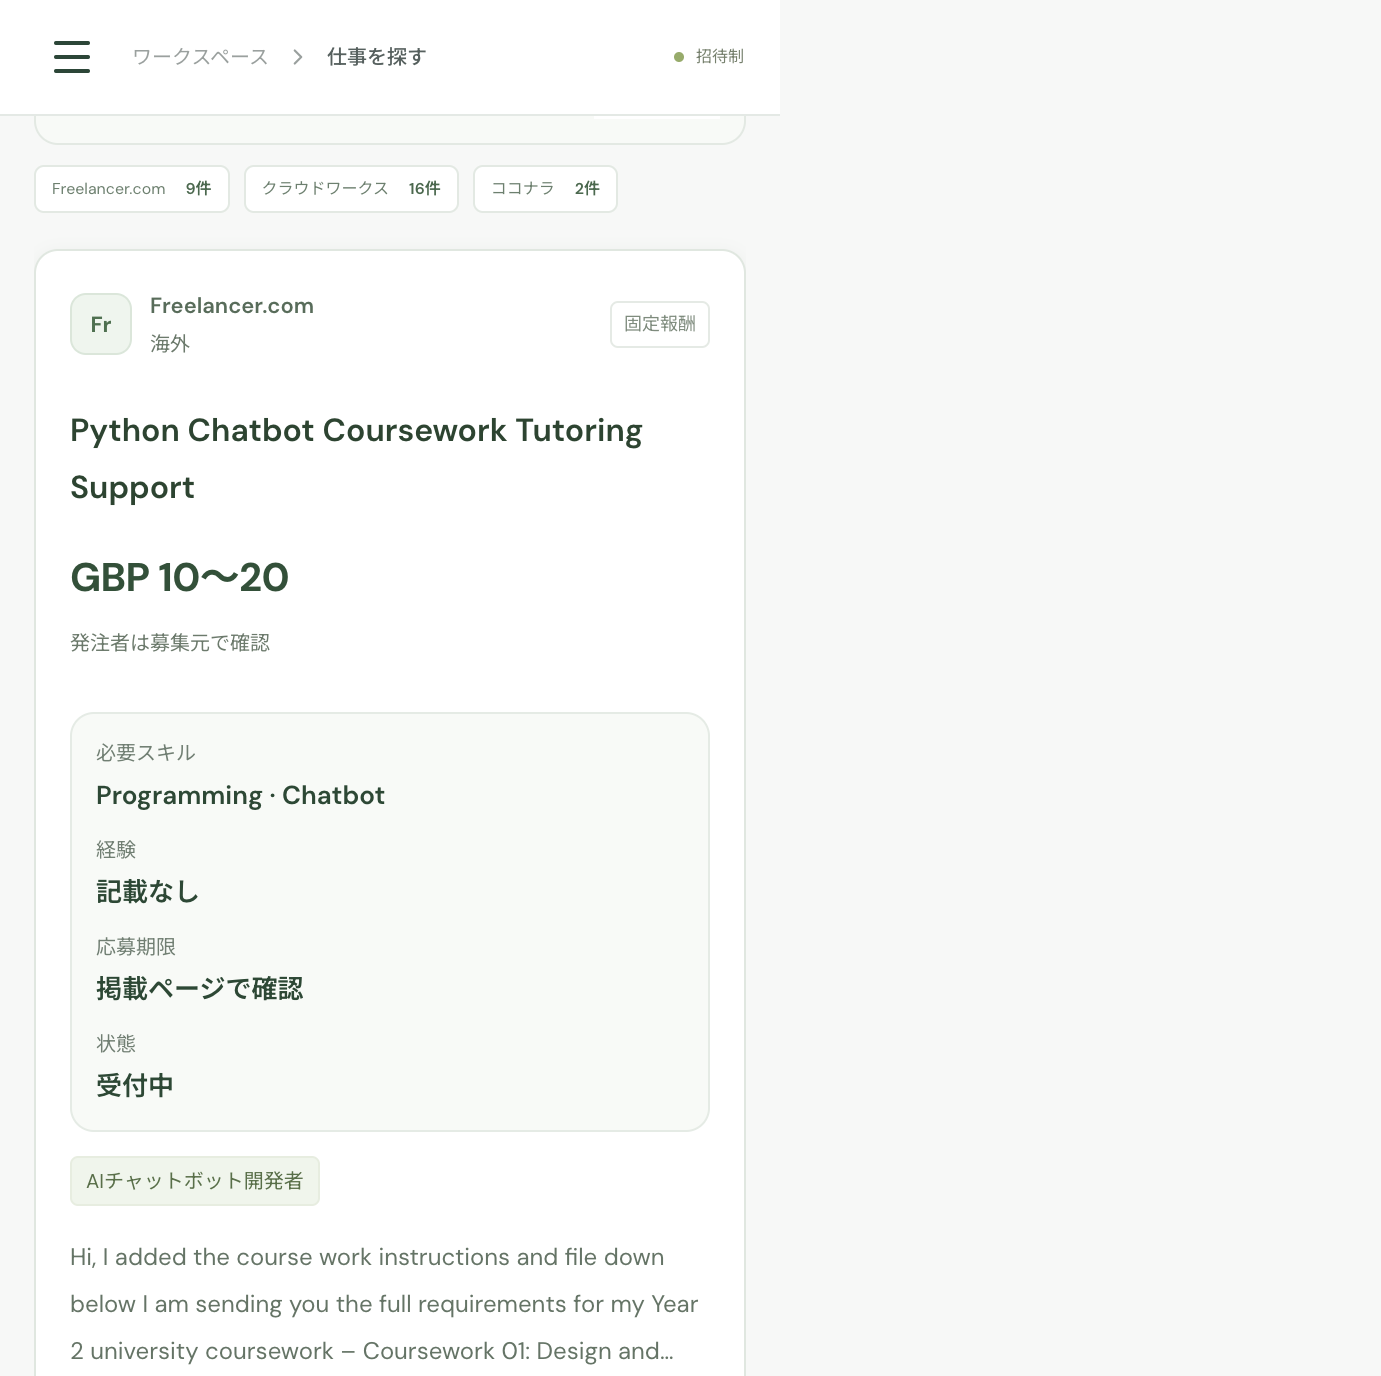 ワークスペース > 仕事を探す
招待制
Freelancer.com 9件 クラウドワークス 16件 ココナラ 2件
Fr
Freelancer.com
海外
固定報酬
Python Chatbot Coursework Tutoring
Support
GBP 10〜20
発注者は募集元で確認
必要スキル
Programming · Chatbot
経験
記載なし
応募期限
掲載ページで確認
状態
受付中
AIチャットボット開発者
Hi, I added the course work instructions and file down
below I am sending you the full requirements for my Year
2 university coursework – Coursework 01: Design and...